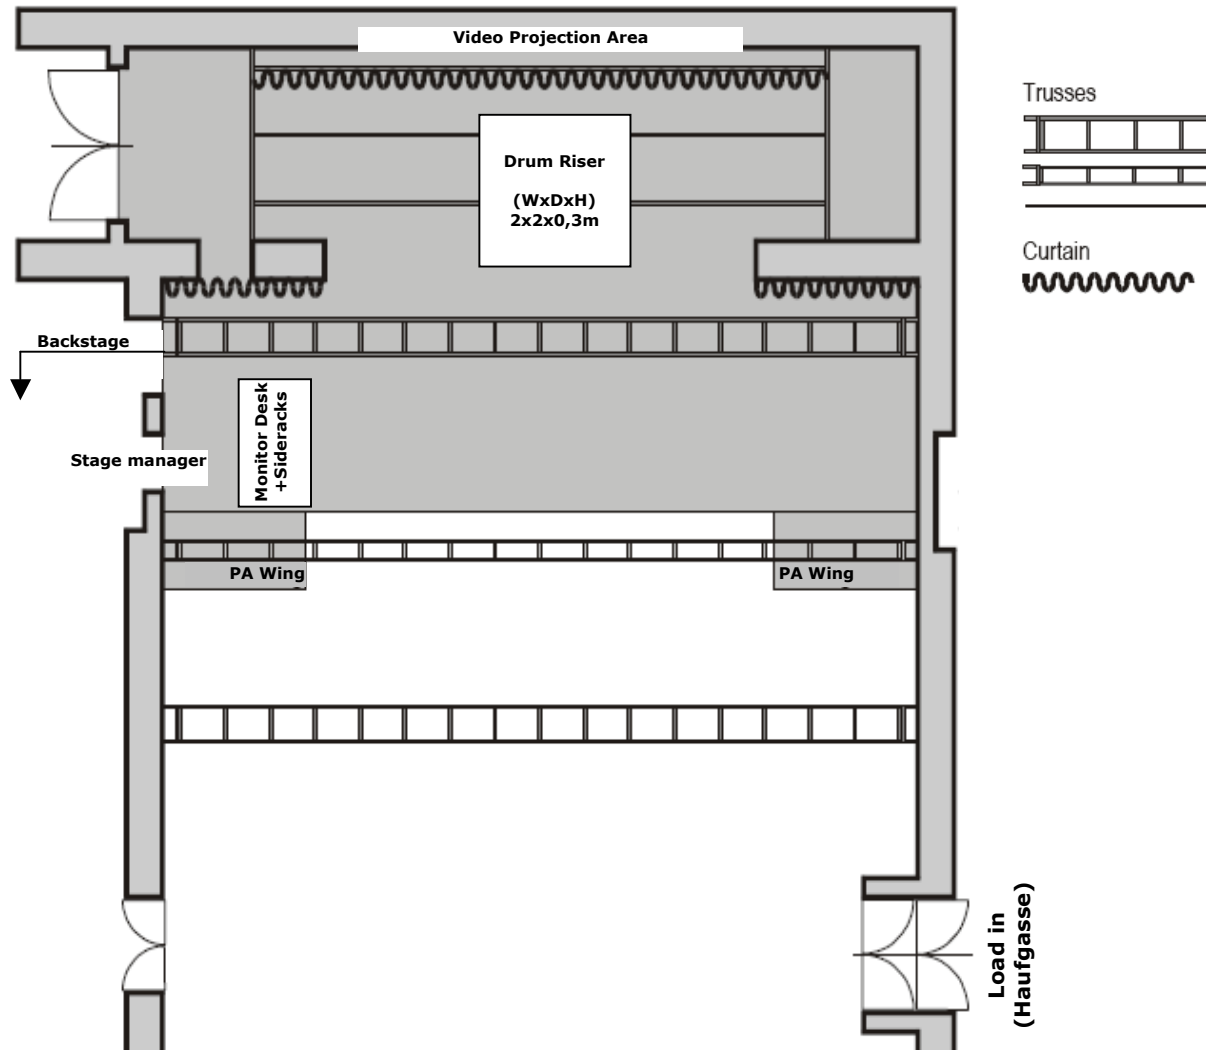 Video Projection Area
Trusses
Drum Riser
(WxDxH)
2x2x0,3m
Curtain
Backstage
Monitor Desk
+Sideracks
Stage manager
PA Wing
PA Wing
Load in
(Haufgasse)